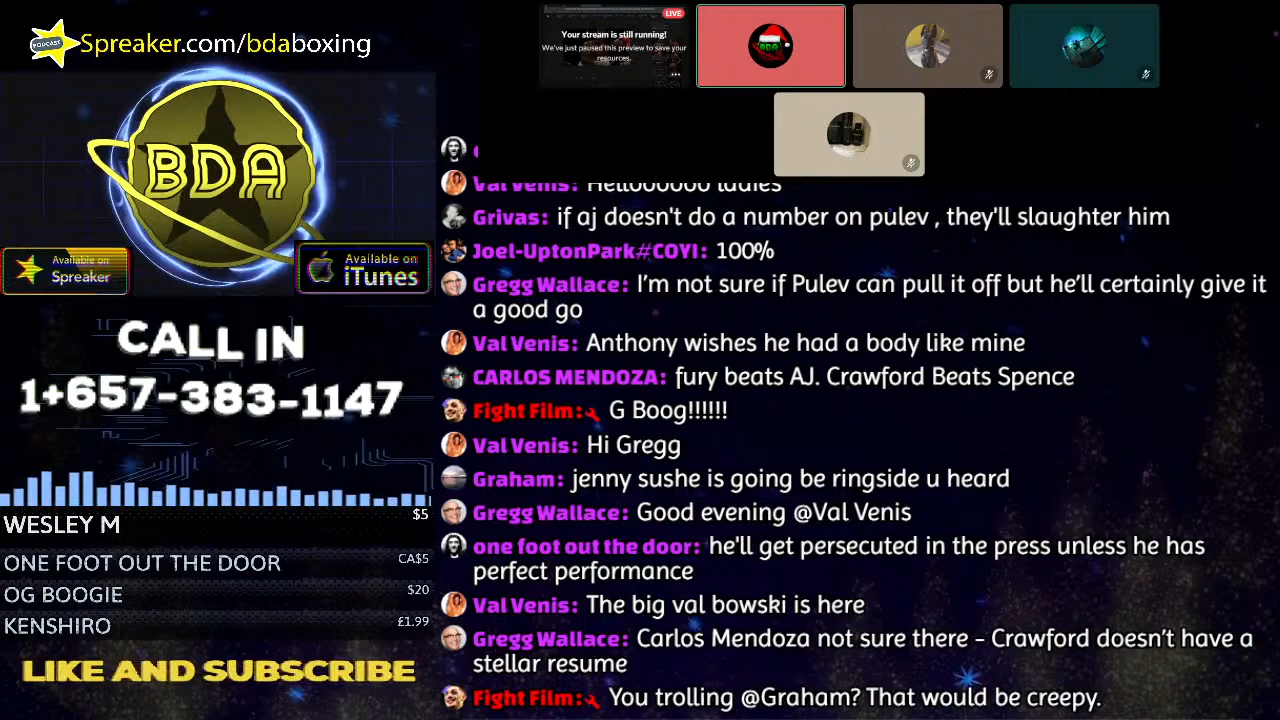 PODCAST
Spreaker.com/bdaboxing
BDA
Available on
Spreaker
Available on
iTunes
CALL IN
1+657-383-1147
WESLEY M $5
ONE FOOT OUT THE DOOR CA$5
OG BOOGIE $20
KENSHIRO £1.99
LIKE AND SUBSCRIBE
LIVE
Your stream is still running!
We've just paused this preview to save your
resources.
BDA
Val Venis: Helloooooo ladies
Grivas: if aj doesn't do a number on pulev , they'll slaughter him
Joel-UptonPark#COYI: 100%
Gregg Wallace: I’m not sure if Pulev can pull it off but he’ll certainly give it
a good go
Val Venis: Anthony wishes he had a body like mine
CARLOS MENDOZA: fury beats AJ. Crawford Beats Spence
Fight Film: G Boog!!!!!!
Val Venis: Hi Gregg
Graham: jenny sushe is going be ringside u heard
Gregg Wallace: Good evening @Val Venis
one foot out the door: he'll get persecuted in the press unless he has
perfect performance
Val Venis: The big val bowski is here
Gregg Wallace: Carlos Mendoza not sure there - Crawford doesn’t have a
stellar resume
Fight Film: You trolling @Graham? That would be creepy.